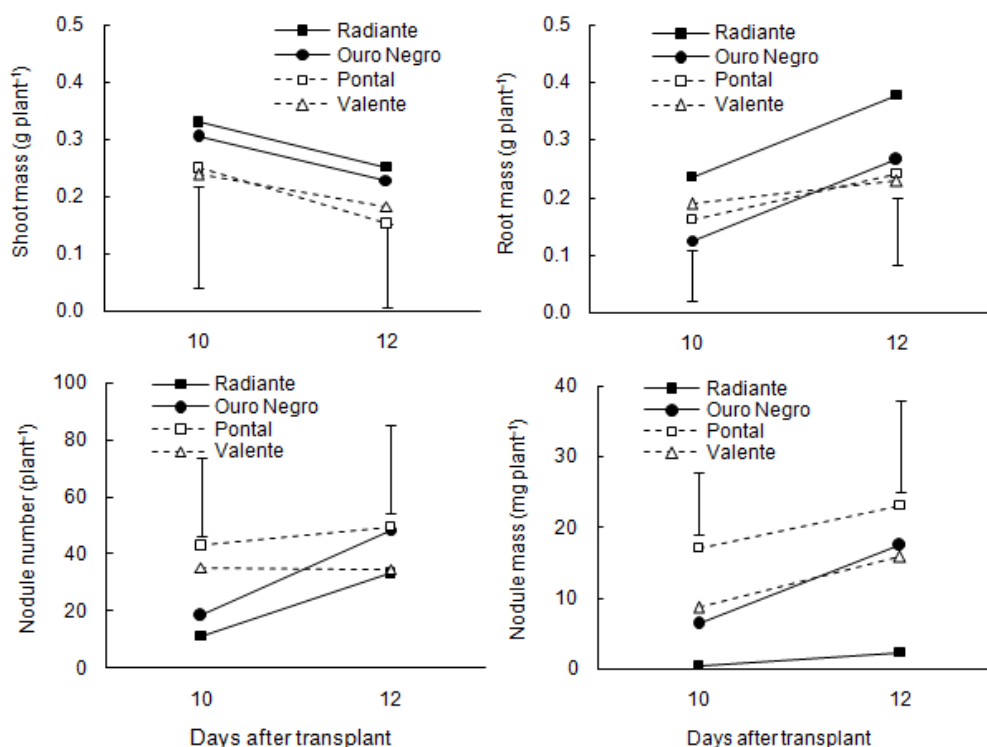 Shoot mass (g plant⁻¹)
0.5
0.4
0.3
0.2
0.1
0.0
Radiante
Ouro Negro
Pontal
Valente
10
12
Root mass (g plant⁻¹)
0.5
0.4
0.3
0.2
0.1
0.0
Radiante
Ouro Negro
Pontal
Valente
10
12
Nodule number (plant⁻¹)
100
80
60
40
20
0
Radiante
Ouro Negro
Pontal
Valente
10
12
Days after transplant
Nodule mass (mg plant⁻¹)
40
30
20
10
0
Radiante
Ouro Negro
Pontal
Valente
10
12
Days after transplant